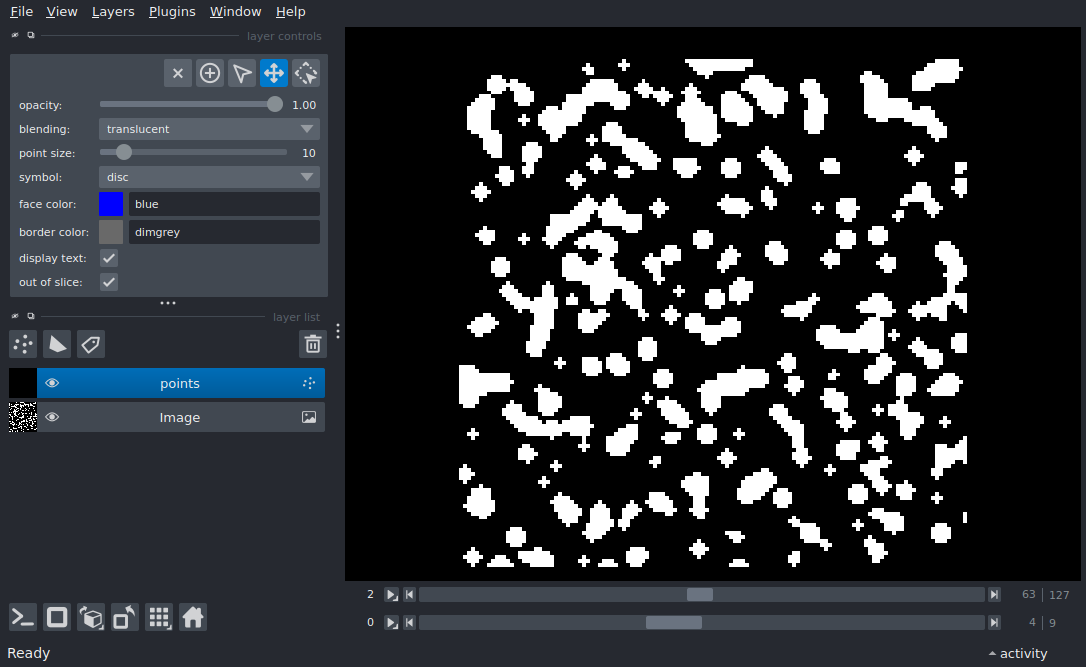 File View Layers Plugins Window Help
layer controls
opacity: 1.00
blending: translucent
point size: 10
symbol: disc
face color: blue
border color: dimgrey
display text:
out of slice:
layer list
points
Image
2 63 127
0 4 9
Ready activity